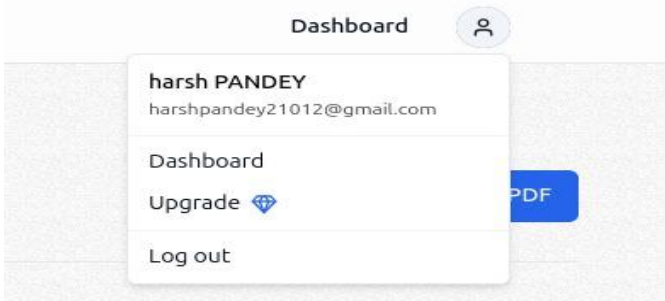 Dashboard
harsh PANDEY
harshpandey21012@gmail.com
Dashboard
Upgrade
PDF
Log out